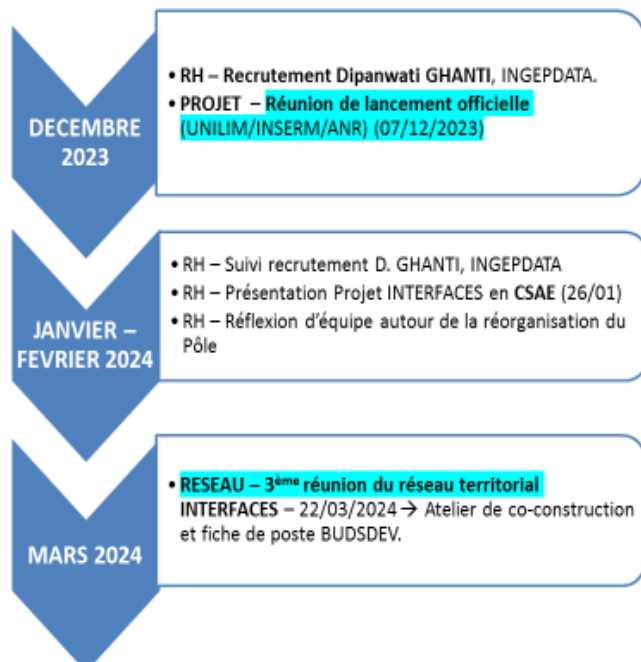 DECEMBRE
2023
• RH – Recrutement Dipanwati GHANTI, INGEPDATA.
• PROJET – Réunion de lancement officielle
(UNILIM/INSERM/ANR) (07/12/2023)
JANVIER –
FEVRIER 2024
• RH – Suivi recrutement D. GHANTI, INGEPDATA
• RH – Présentation Projet INTERFACES en CSAE (26/01)
• RH – Réflexion d’équipe autour de la réorganisation du
Pôle
MARS 2024
• RESEAU – 3ème réunion du réseau territorial
INTERFACES – 22/03/2024 → Atelier de co-construction
et fiche de poste BUDSDEV.